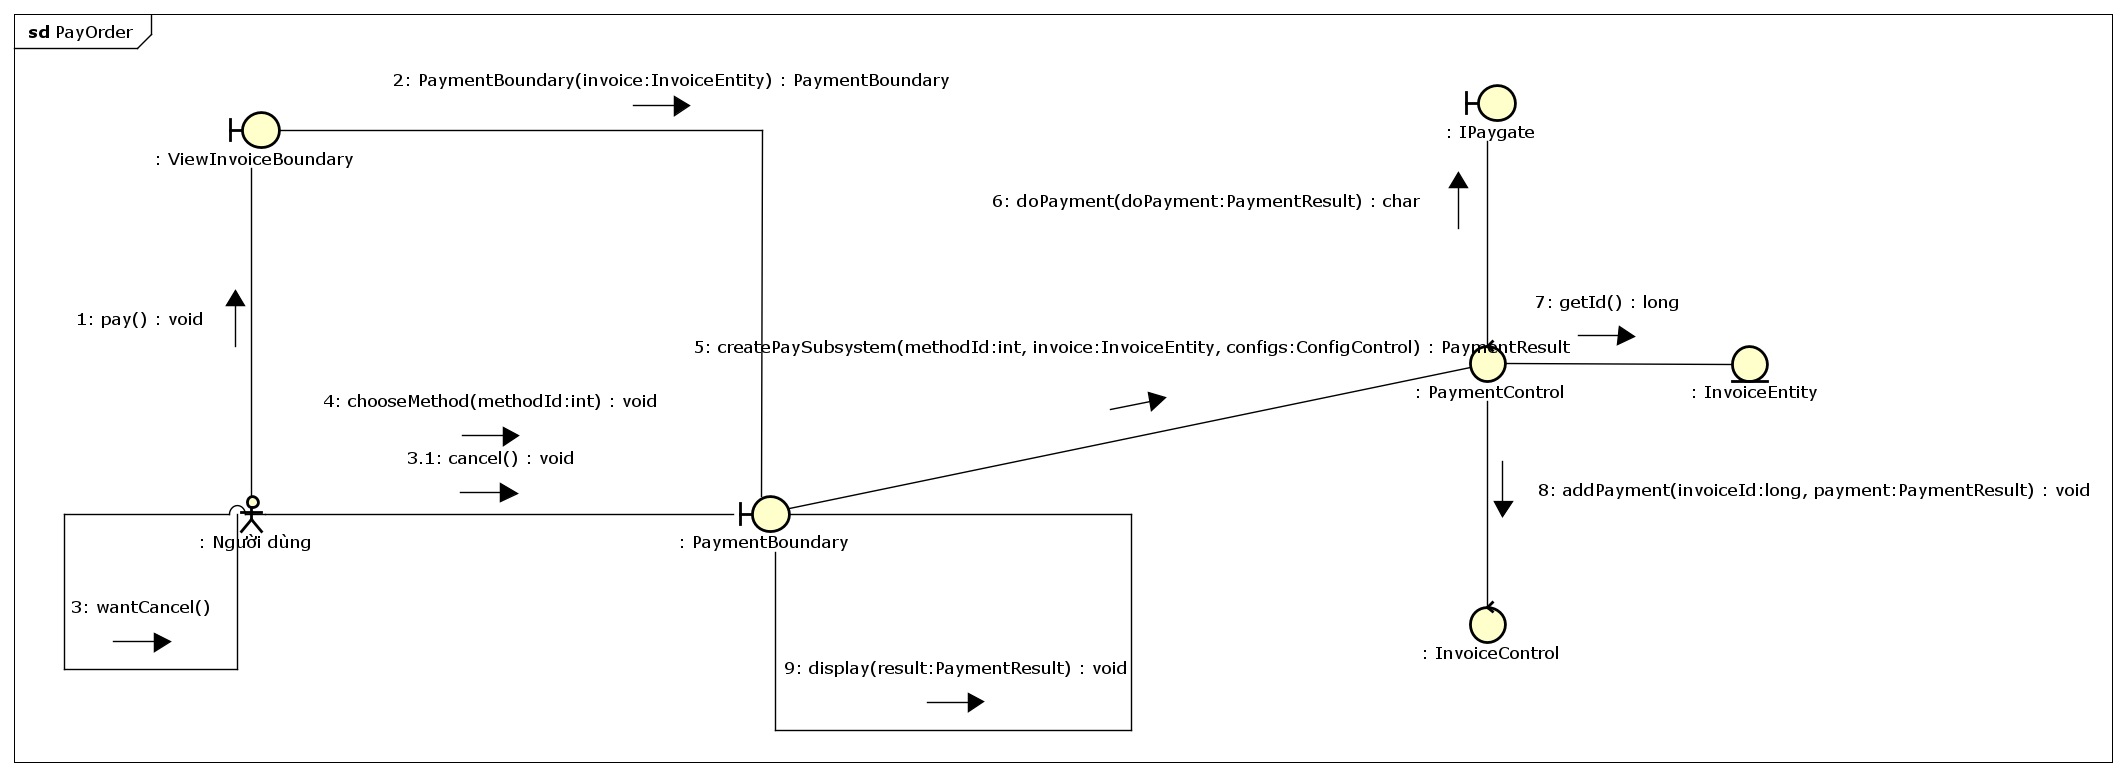 sd PayOrder
2: PaymentBoundary(invoice:InvoiceEntity) : PaymentBoundary
: IPaygate
: ViewInvoiceBoundary
6: doPayment(doPayment:PaymentResult) : char
7: getId() : long
1: pay() : void
5: createPaySubsystem(methodId:int, invoice:InvoiceEntity, configs:ConfigControl) : PaymentResult
: PaymentControl
: InvoiceEntity
4: chooseMethod(methodId:int) : void
3.1: cancel() : void
8: addPayment(invoiceId:long, payment:PaymentResult) : void
: Người dùng
: PaymentBoundary
3: wantCancel()
: InvoiceControl
9: display(result:PaymentResult) : void